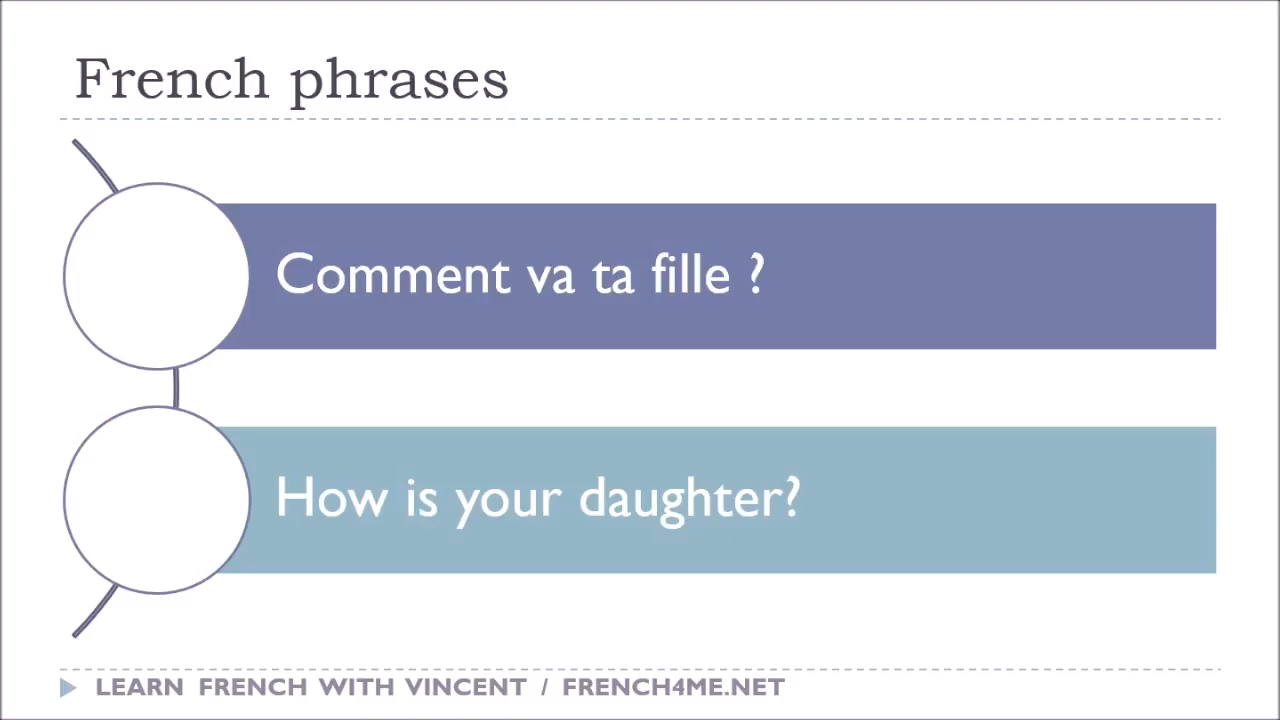 French phrases
Comment va ta fille ?
How is your daughter?
LEARN FRENCH WITH VINCENT / FRENCH4ME.NET